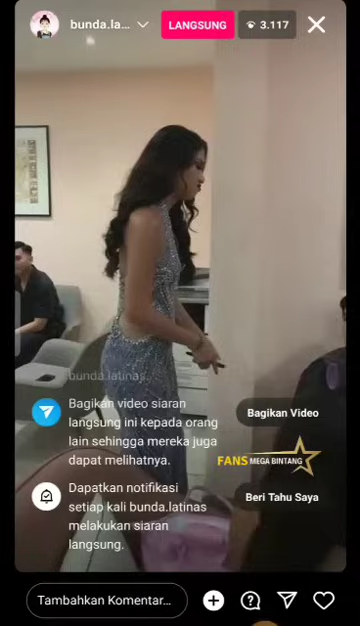 bunda.la... LANGSUNG 3.117
bunda.latinas
Bagikan video siaran
langsung ini kepada orang
lain sehingga mereka juga
dapat melihatnya.
Bagikan Video
FANS MEGA BINTANG
Dapatkan notifikasi
setiap kali bunda.latinas
melakukan siaran
langsung.
Beri Tahu Saya
Tambahkan Komentar...